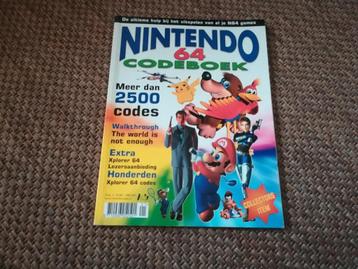 De ultieme hulp bij het uitspelen van al je N64 games
NINTENDO
64
CODEBOEK
Meer dan
2500
codes
Walkthrough
The world is
not enough
Extra
Xplorer 64
Lezersaanbieding
Honderden
Xplorer 64 codes
COLLECTORS
ITEM